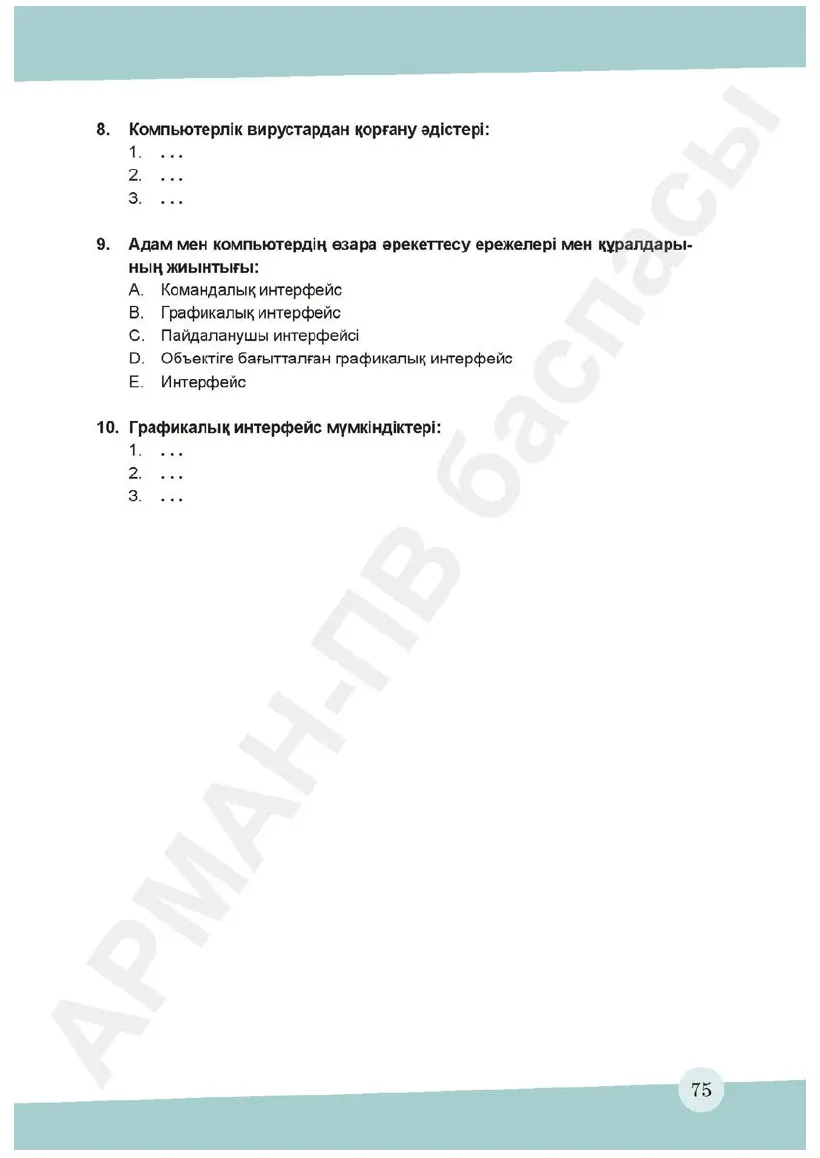 8. Компьютерлік вирустардан қорғану әдістері:
1. . . .
2. . . .
3. . . .
9. Адам мен компьютердің өзара әрекеттесу ережелері мен құралдары-
ның жиынтығы:
A. Командалық интерфейс
B. Графикалық интерфейс
C. Пайдаланушы интерфейсі
D. Объектіге бағытталған графикалық интерфейс
E. Интерфейс
10. Графикалық интерфейс мүмкіндіктері:
1. . . .
2. . . .
3. . . .
АРМАН-ПВ баспасы
75